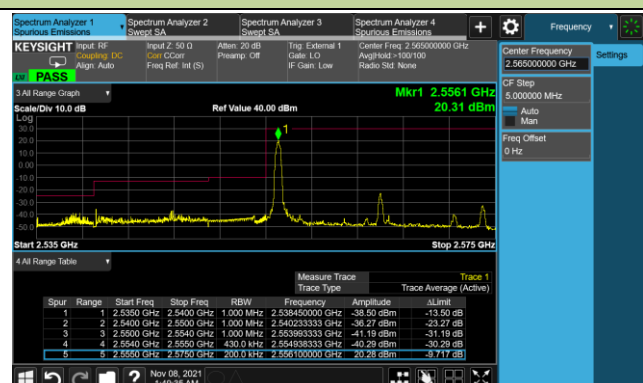 Spectrum Analyzer 1
Spurious Emissions
Spectrum Analyzer 2
Swept SA
Spectrum Analyzer 3
Swept SA
Spectrum Analyzer 4
Spurious Emissions
Frequency
KEYSIGHT
Input: RF
Coupling: DC
Align: Auto
Input Z: 50 Ω
Corr CCorr
Freq Ref: Int (S)
Atten: 20 dB
Preamp: Off
Trig: External 1
Gate: LO
IF Gain: Low
Center Freq: 2.565000000 GHz
Avg|Hold:>100/100
Radio Std: None
PASS
Center Frequency
2.565000000 GHz
Settings
CF Step
5.000000 MHz
Auto
Man
Freq Offset
0 Hz
3 All Range Graph
Mkr1 2.5561 GHz
20.31 dBm
Scale/Div 10.0 dB
Ref Value 40.00 dBm
Log
30.0
20.0
10.0
0.00
-10.0
-20.0
-30.0
-40.0
-50.0
1
Start 2.535 GHz
Stop 2.575 GHz
4 All Range Table
Measure Trace Trace 1
Trace Type Trace Average (Active)
Spur Range Start Freq Stop Freq RBW Frequency Amplitude ΔLimit
1 1 2.5350 GHz 2.5400 GHz 1.000 MHz 2.538450000 GHz -38.50 dBm -13.50 dB
2 2 2.5400 GHz 2.5500 GHz 1.000 MHz 2.540233333 GHz -36.27 dBm -23.27 dB
3 3 2.5500 GHz 2.5540 GHz 1.000 MHz 2.553993333 GHz -41.19 dBm -31.19 dB
4 4 2.5540 GHz 2.5550 GHz 430.0 kHz 2.554938333 GHz -40.29 dBm -30.29 dB
5 5 2.5550 GHz 2.5750 GHz 200.0 kHz 2.556100000 GHz 20.28 dBm -9.717 dB
Nov 08, 2021